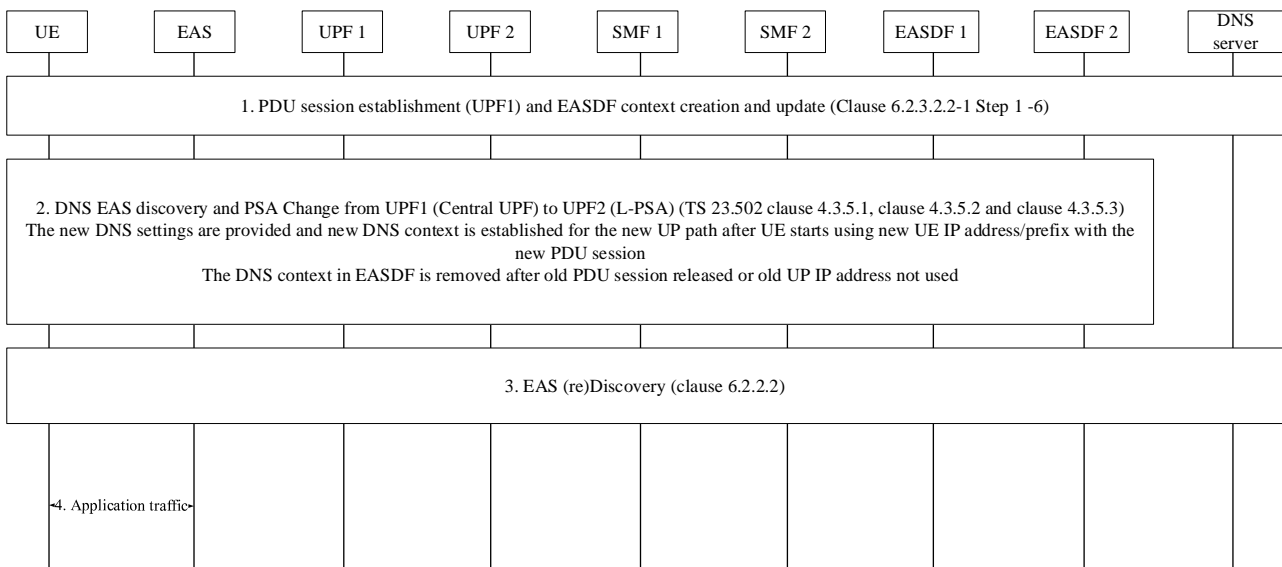 UE
EAS
UPF 1
UPF 2
SMF 1
SMF 2
EASDF 1
EASDF 2
DNS
server
1. PDU session establishment (UPF1) and EASDF context creation and update (Clause 6.2.3.2.2-1 Step 1 -6)
2. DNS EAS discovery and PSA Change from UPF1 (Central UPF) to UPF2 (L-PSA) (TS 23.502 clause 4.3.5.1, clause 4.3.5.2 and clause 4.3.5.3)
The new DNS settings are provided and new DNS context is established for the new UP path after UE starts using new UE IP address/prefix with the
new PDU session
The DNS context in EASDF is removed after old PDU session released or old UP IP address not used
3. EAS (re)Discovery (clause 6.2.2.2)
4. Application traffic